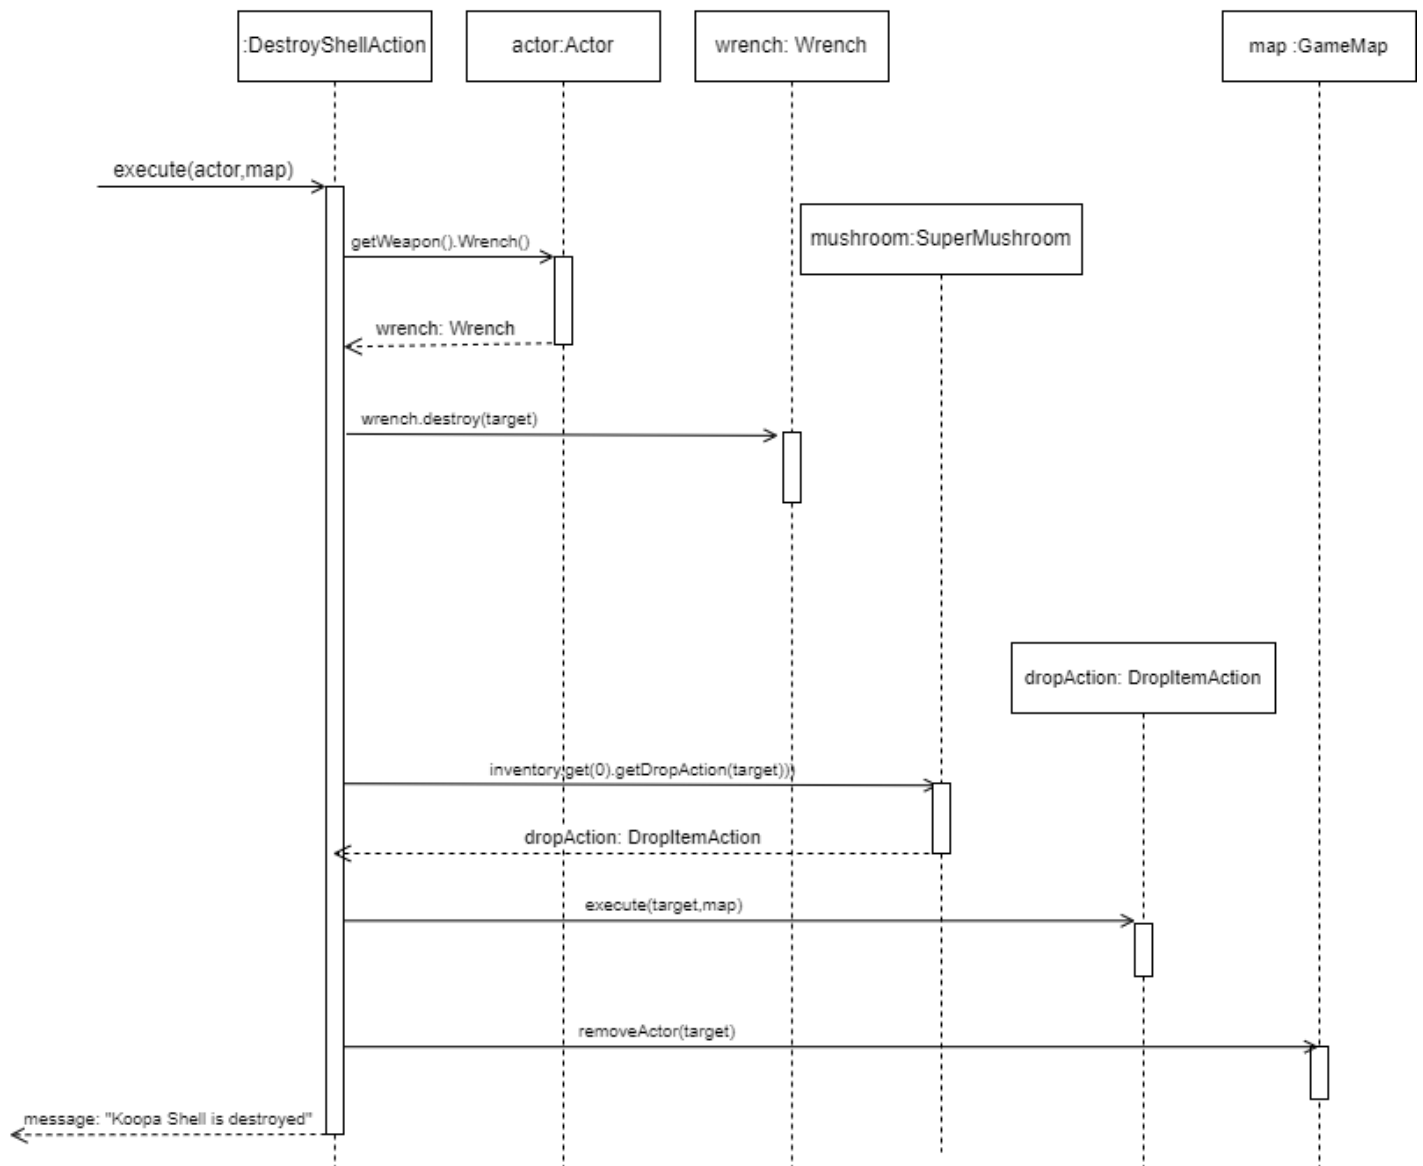 :DestroyShellAction
actor:Actor
wrench: Wrench
map :GameMap
execute(actor,map)
mushroom:SuperMushroom
getWeapon().Wrench()
wrench: Wrench
wrench.destroy(target)
dropAction: DropItemAction
inventory.get(0).getDropAction(target)))
dropAction: DropItemAction
execute(target,map)
removeActor(target)
message: "Koopa Shell is destroyed"